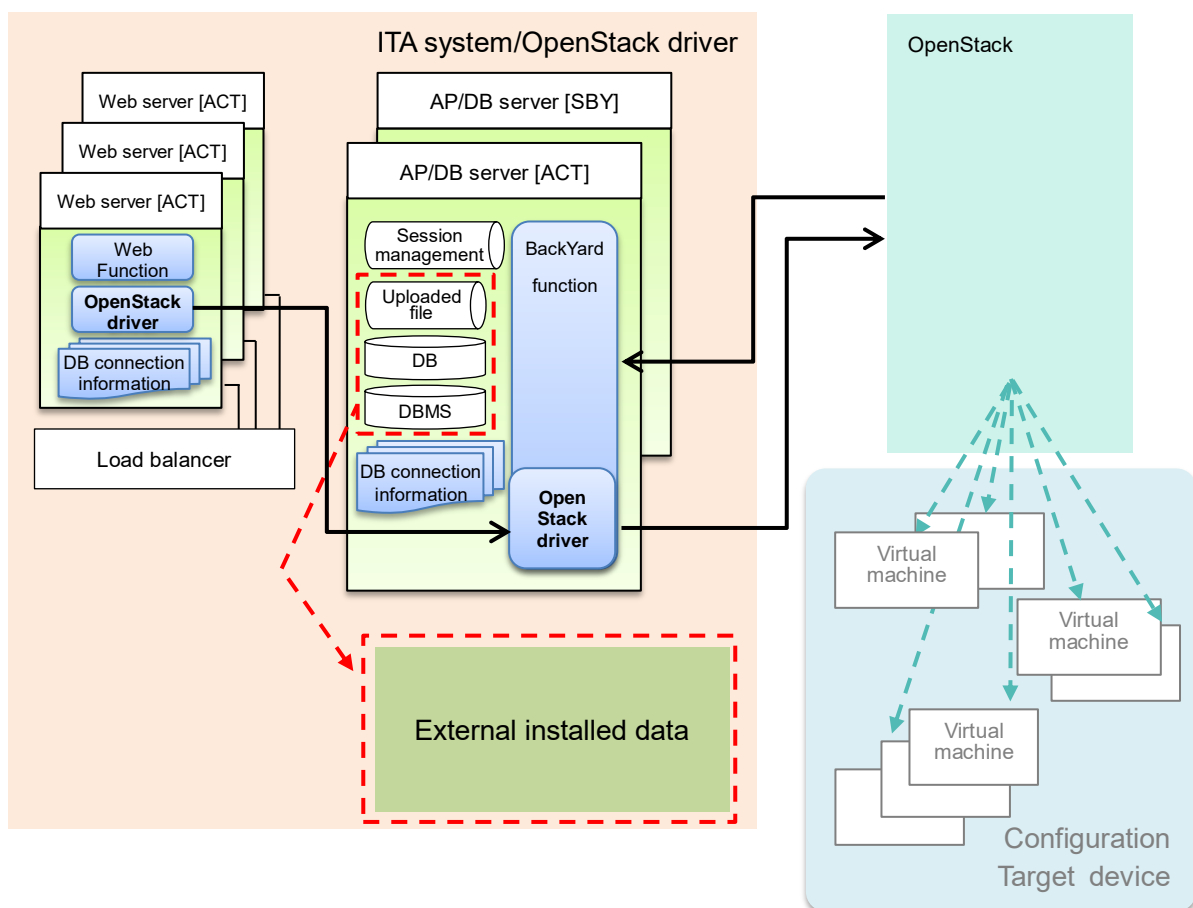 ITA system/OpenStack driver
Web server [ACT]
Web server [ACT]
Web server [ACT]
Web
Function
OpenStack
driver
DB connection
information
Load balancer
AP/DB server [SBY]
AP/DB server [ACT]
Session
management
Uploaded
file
DB
DBMS
DB connection
information
BackYard
function
Open
Stack
driver
External installed data
OpenStack
Virtual
machine
Virtual
machine
Virtual
machine
Configuration
Target device